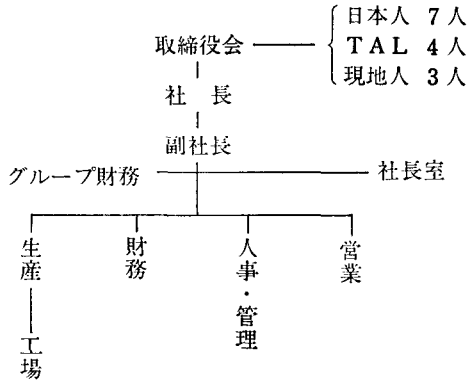 日本人 7人
取締役会 TAL 4人
現地人 3人
社 長
副社長
グループ財務 社長室
生産 財務 人事・管理 営業
工場